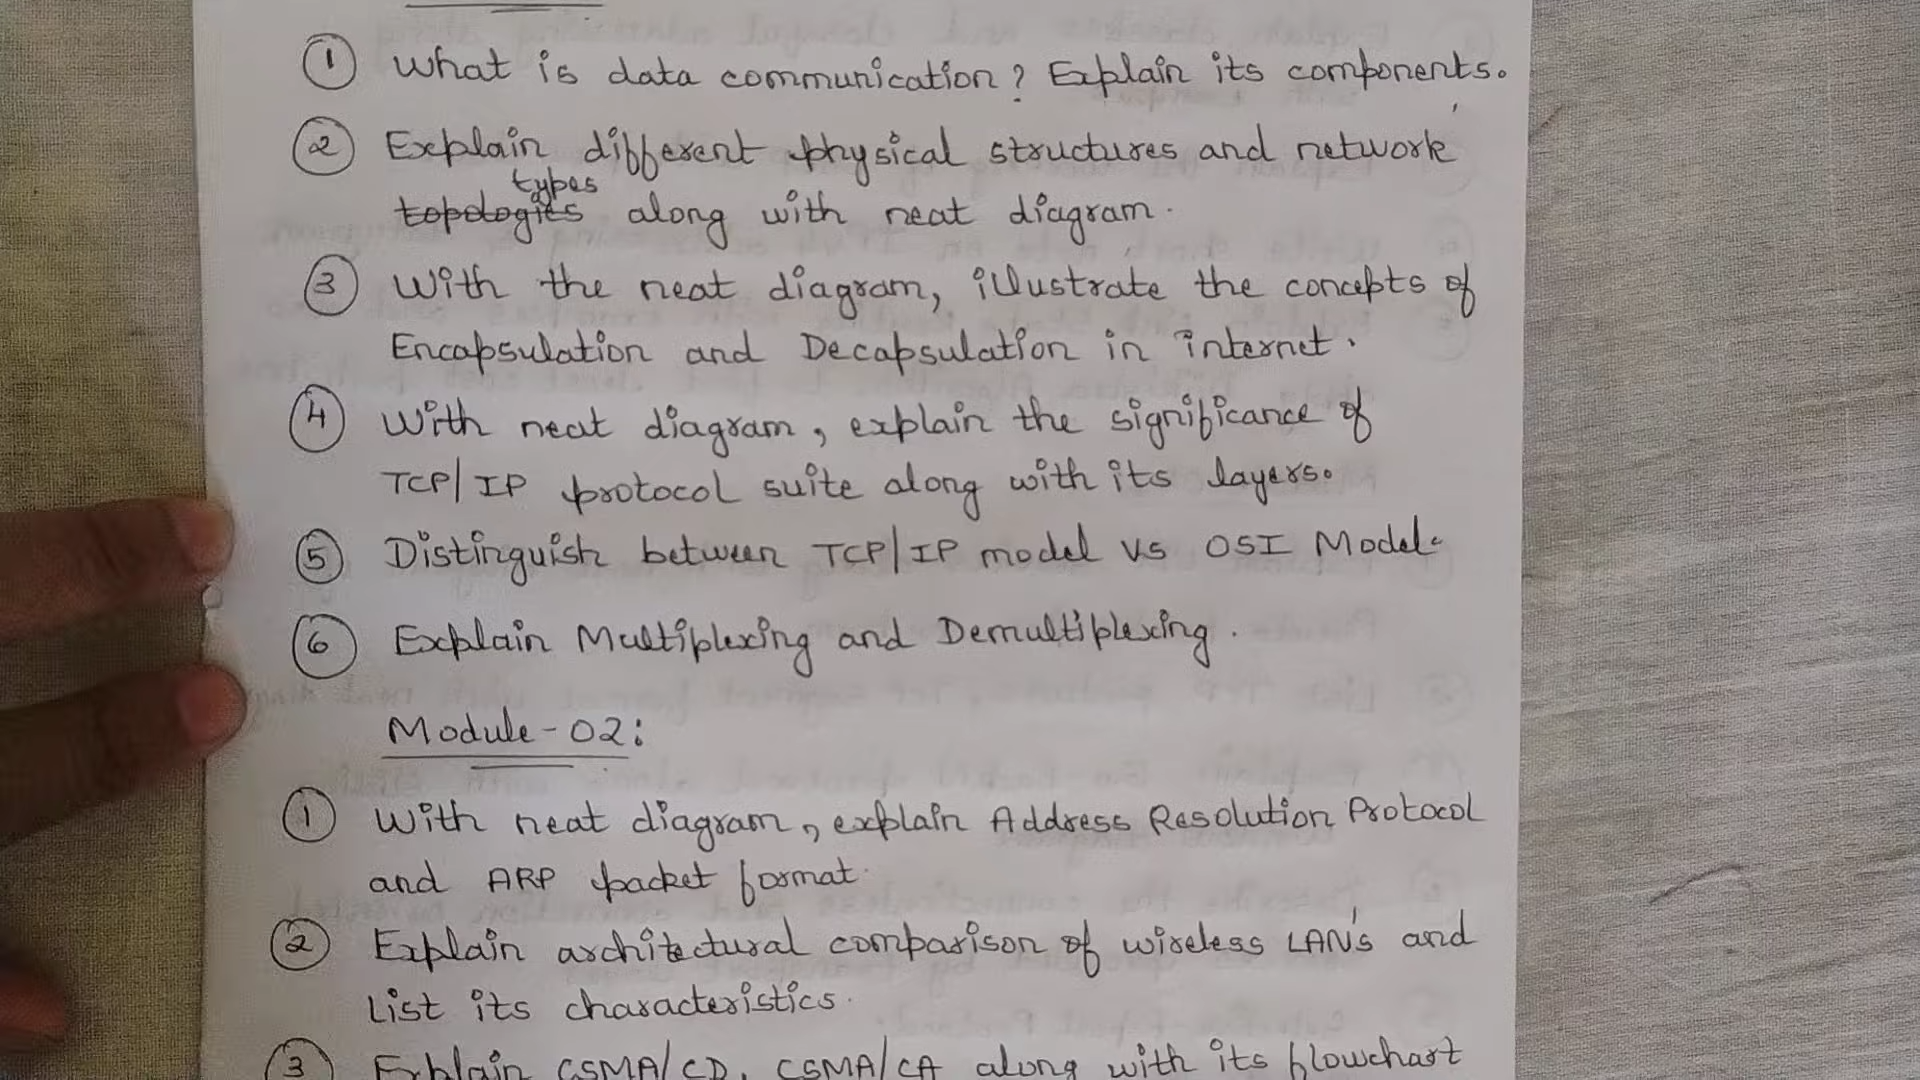 ① What is data communication? Explain its components.
② Explain different physical structures and network
types
topologies along with neat diagram.
③ With the neat diagram, illustrate the concepts of
Encapsulation and Decapsulation in internet.
④ With neat diagram, explain the significance of
TCP/IP protocol suite along with its layers.
⑤ Distinguish between TCP/IP model vs OSI Model.
⑥ Explain Multiplexing and Demultiplexing.
Module-02:
① With neat diagram, explain Address Resolution Protocol
and ARP packet format.
② Explain architectural comparison of wireless LAN's and
List its characteristics.
③ Explain CSMA/CD, CSMA/CA along with its flowchart